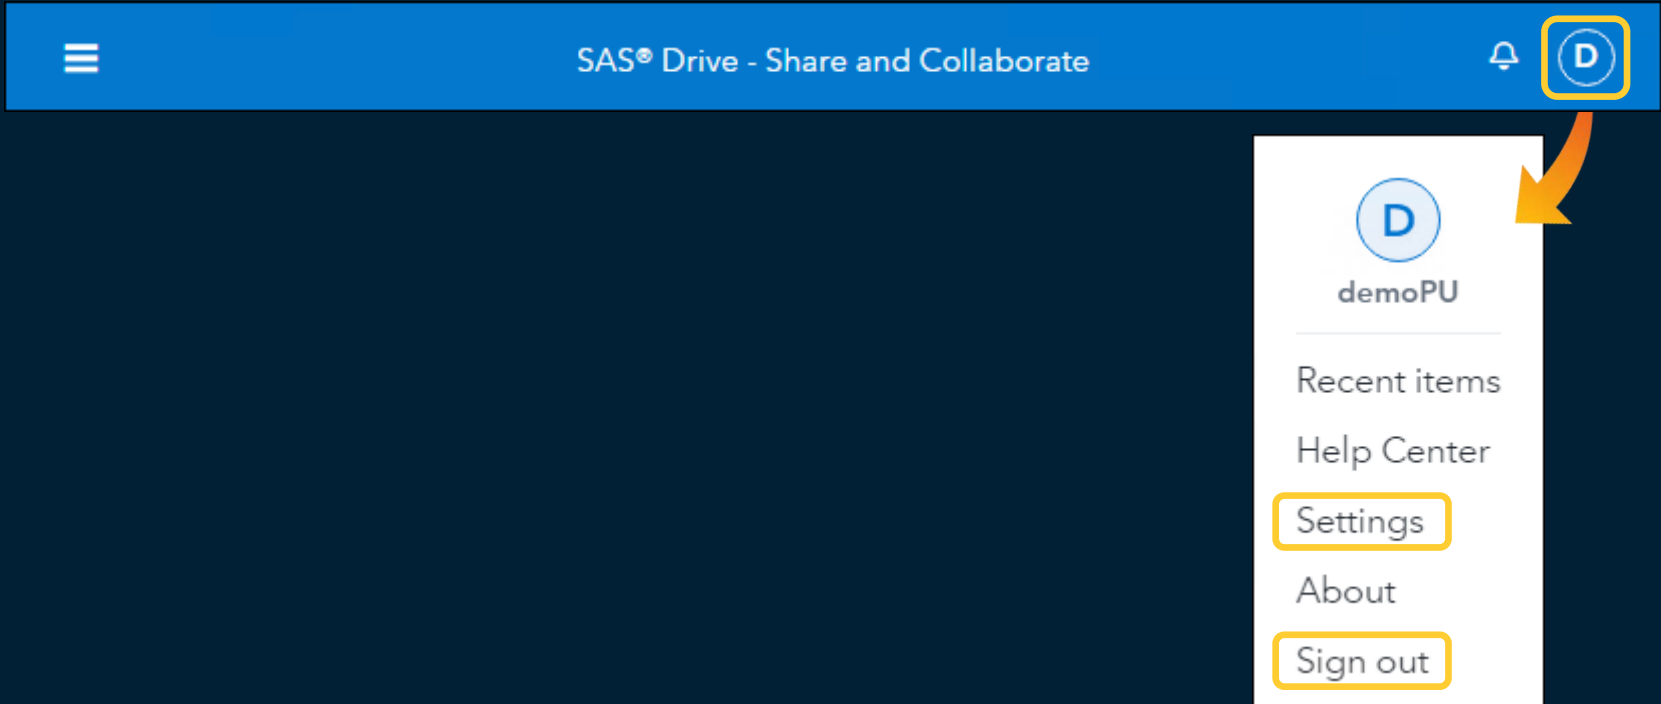 SAS® Drive - Share and Collaborate
D
D
demoPU
Recent items
Help Center
Settings
About
Sign out